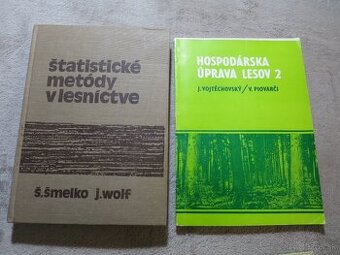 štatistické
metódy
v lesníctve
š.šmelko j.wolf
HOSPODÁRSKA
ÚPRAVA LESOV 2
J. VOJTĚCHOVSKÝ / V. PIOVARČI